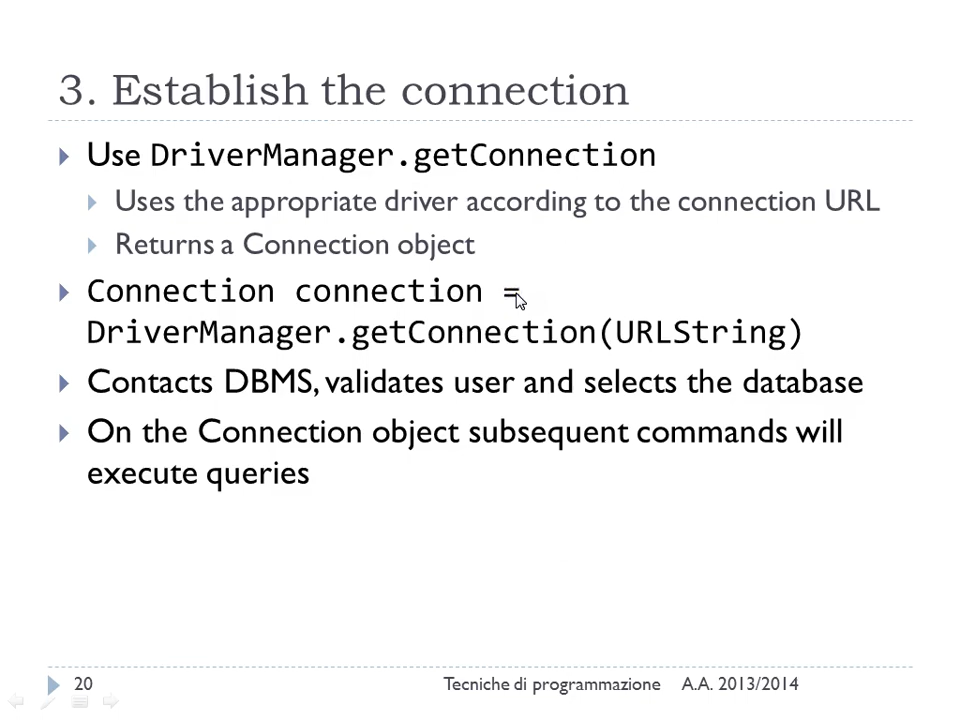 3. Establish the connection
Use DriverManager.getConnection
Uses the appropriate driver according to the connection URL
Returns a Connection object
Connection connection =
DriverManager.getConnection(URLString)
Contacts DBMS, validates user and selects the database
On the Connection object subsequent commands will
execute queries
20
Tecniche di programmazione A.A. 2013/2014